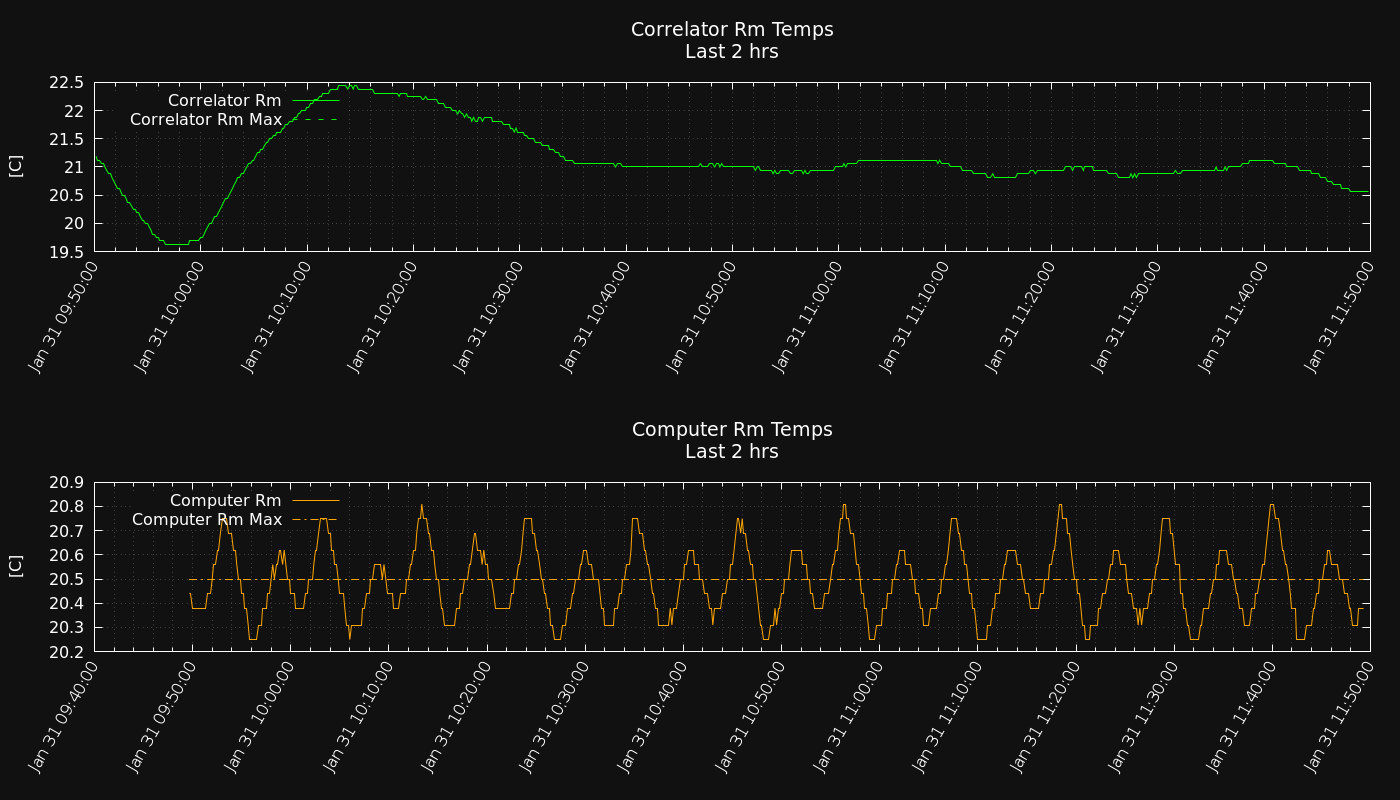 Correlator Rm Temps
Last 2 hrs
22.5
22
21.5
21
20.5
20
19.5
[C]
Correlator Rm
Correlator Rm Max
Jan 31 09:50:00
Jan 31 10:00:00
Jan 31 10:10:00
Jan 31 10:20:00
Jan 31 10:30:00
Jan 31 10:40:00
Jan 31 10:50:00
Jan 31 11:00:00
Jan 31 11:10:00
Jan 31 11:20:00
Jan 31 11:30:00
Jan 31 11:40:00
Jan 31 11:50:00
Computer Rm Temps
Last 2 hrs
20.9
20.8
20.7
20.6
20.5
20.4
20.3
20.2
[C]
Computer Rm
Computer Rm Max
Jan 31 09:40:00
Jan 31 09:50:00
Jan 31 10:00:00
Jan 31 10:10:00
Jan 31 10:20:00
Jan 31 10:30:00
Jan 31 10:40:00
Jan 31 10:50:00
Jan 31 11:00:00
Jan 31 11:10:00
Jan 31 11:20:00
Jan 31 11:30:00
Jan 31 11:40:00
Jan 31 11:50:00